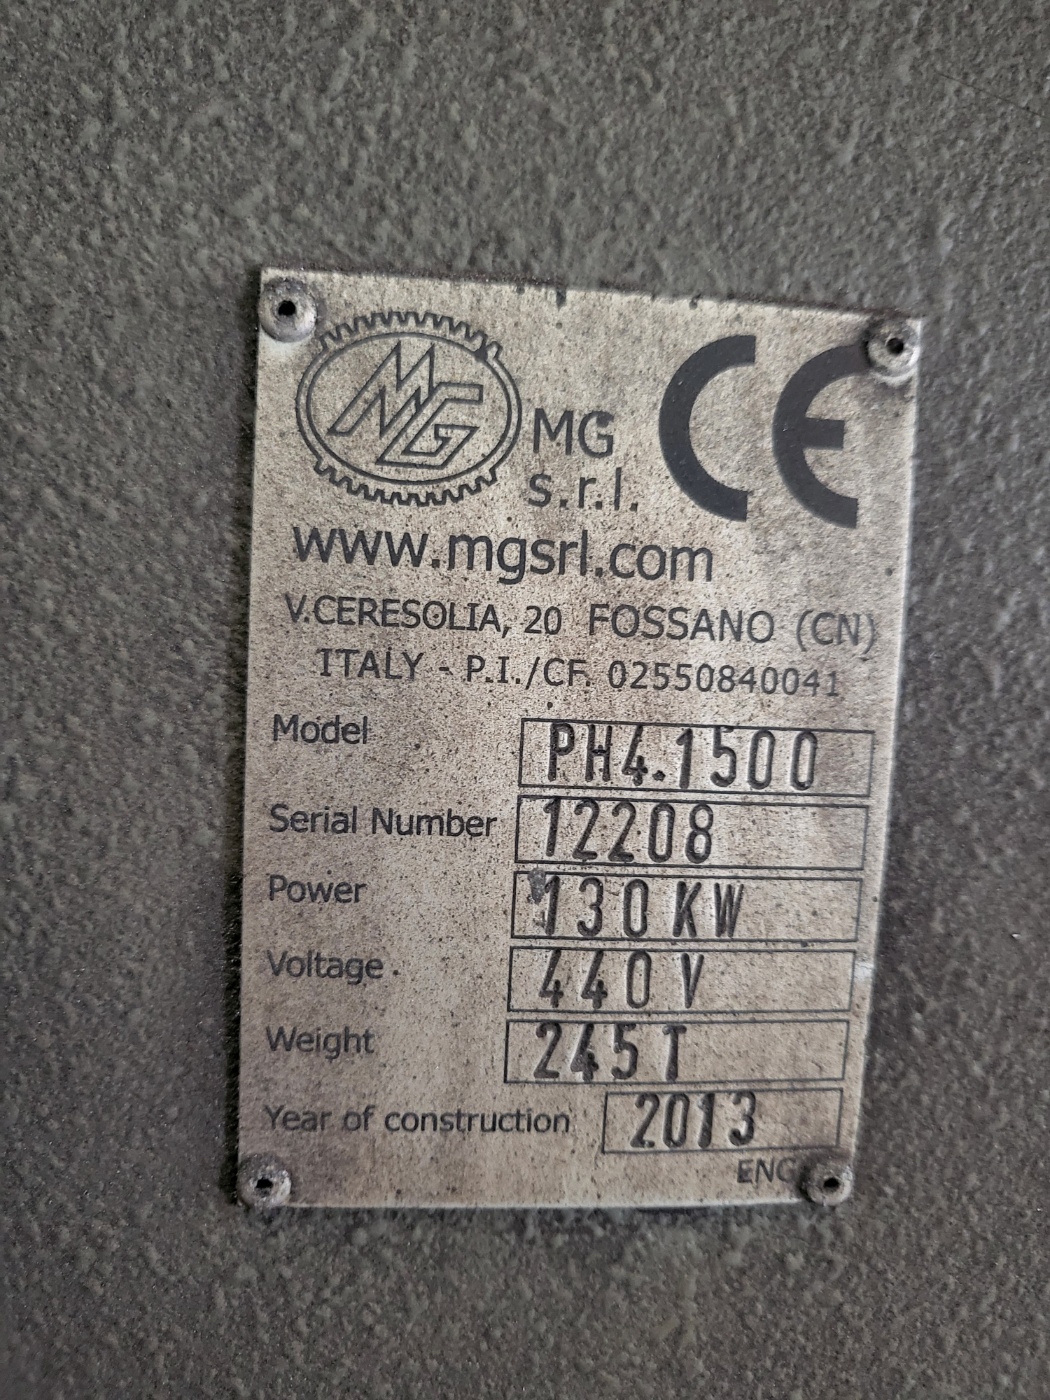 MG
MG
s.r.l.
CE
www.mgsrl.com
V.CERESOLIA, 20 FOSSANO (CN)
ITALY - P.I./CF. 02550840041
Model PH4.1500
Serial Number 12208
Power 130 KW
Voltage 440 V
Weight 245 T
Year of construction 2013
ENG